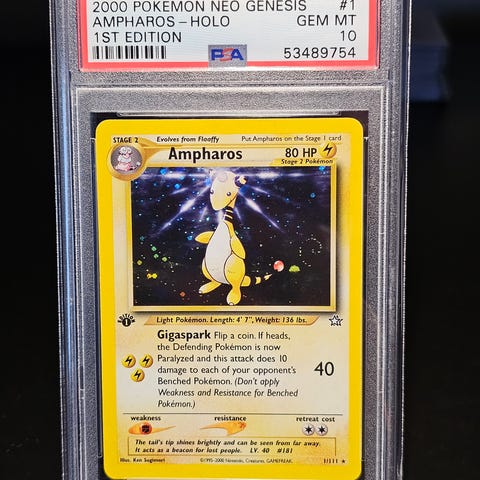 2000 POKEMON NEO GENESIS #1
AMPHAROS - HOLO GEM MT
1ST EDITION PSA 10
53489754
STAGE 2 Evolves from Flaaffy Put Ampharos on the Stage 1 card
Ampharos 80 HP
Stage 2 Pokémon
1
Light Pokémon. Length: 4' 7", Weight: 136 lbs.
Gigaspark Flip a coin. If heads,
the Defending Pokémon is now
Paralyzed and this attack does 10
damage to each of your opponent's
Benched Pokémon. (Don't apply
Weakness and Resistance for Benched
Pokémon.)
40
weakness resistance retreat cost
The tail's tip shines brightly and can be seen from far away.
It acts as a beacon for lost people. LV. 40 #181
Illus. Ken Sugimori ©1995-2000 Nintendo, Creatures, GAMEFREAK. 1/111 ★